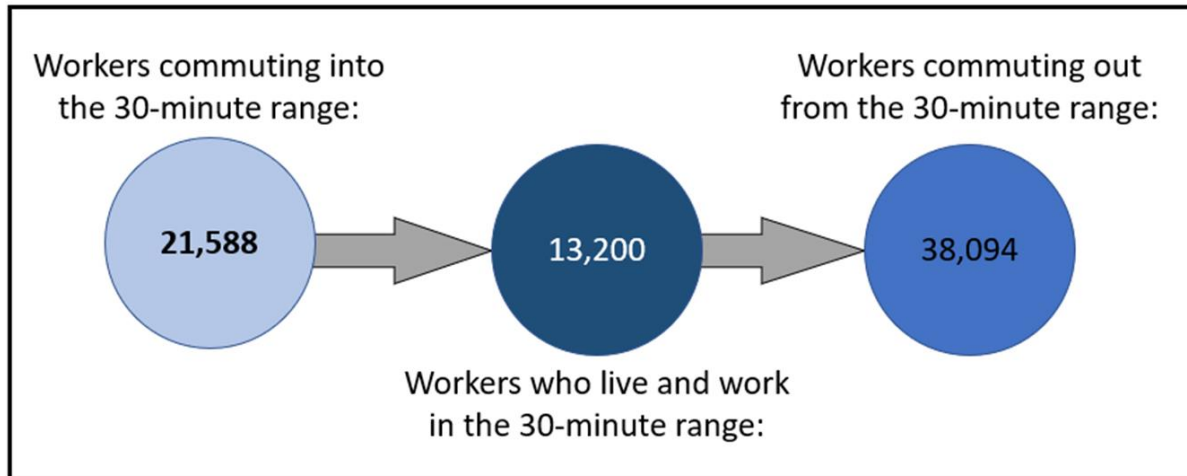 Workers commuting into
the 30-minute range:
21,588
Workers who live and work
in the 30-minute range:
13,200
Workers commuting out
from the 30-minute range:
38,094